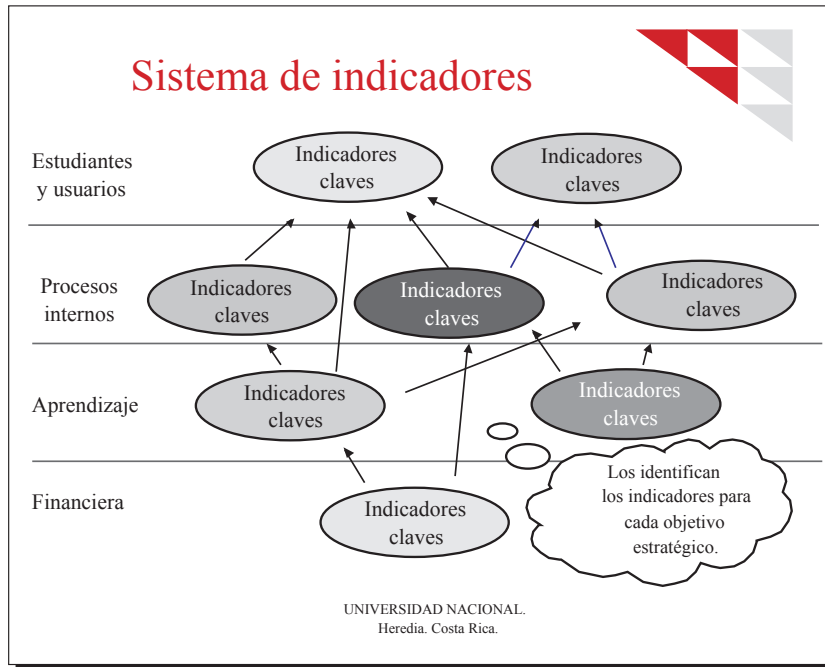 Sistema de indicadores
Estudiantes
y usuarios
Indicadores
claves
Indicadores
claves
Procesos
internos
Indicadores
claves
Indicadores
claves
Indicadores
claves
Aprendizaje
Indicadores
claves
Indicadores
claves
Financiera
Indicadores
claves
Los identifican
los indicadores para
cada objetivo
estratégico.
UNIVERSIDAD NACIONAL.
Heredia. Costa Rica.